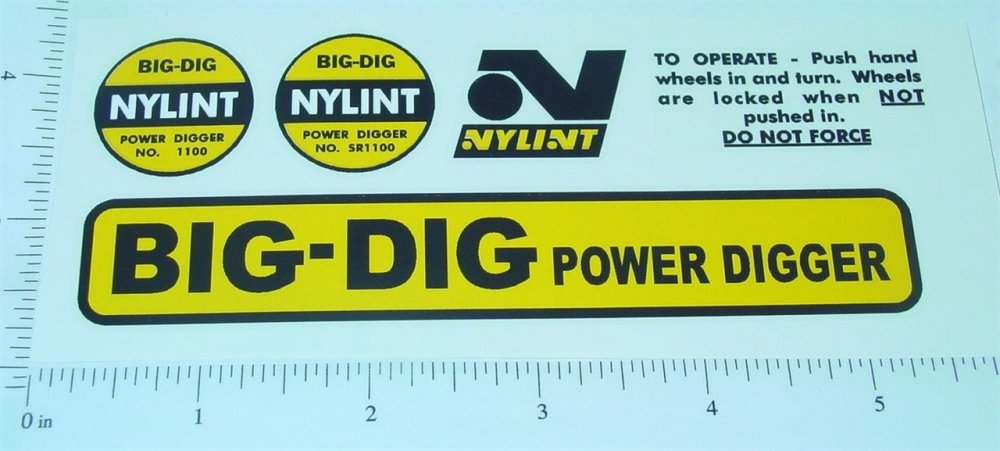 BIG-DIG
NYLINT
POWER DIGGER
NO. 1100
BIG-DIG
NYLINT
POWER DIGGER
NO. SR1100
NYLINT
TO OPERATE - Push hand
wheels in and turn. Wheels
are locked when NOT
pushed in.
DO NOT FORCE
BIG-DIG POWER DIGGER
4
0 in 1 2 3 4 5